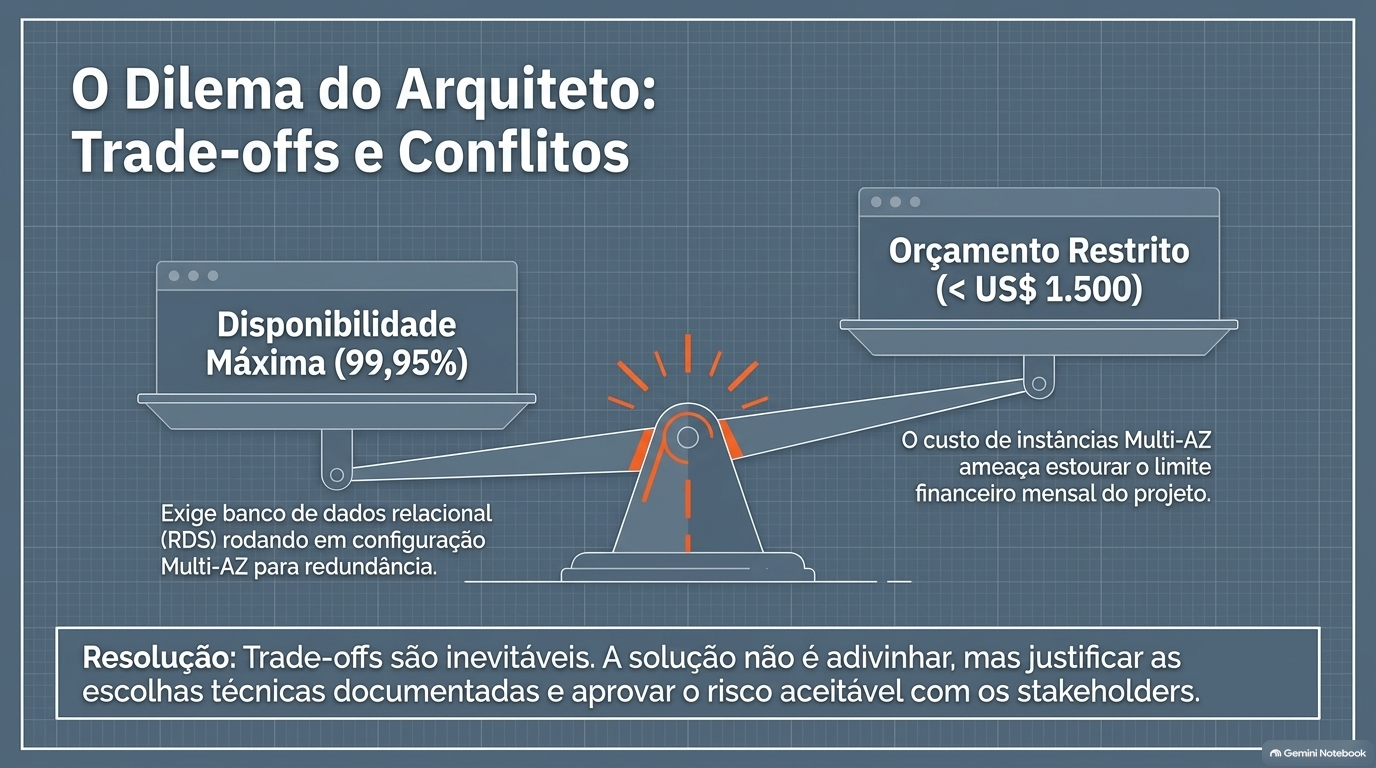 O Dilema do Arquiteto:
Trade-offs e Conflitos
Disponibilidade
Máxima (99,95%)
Exige banco de dados relacional
(RDS) rodando em configuração
Multi-AZ para redundância.
Orçamento Restrito
(< US$ 1.500)
O custo de instâncias Multi-AZ
ameaça estourar o limite
financeiro mensal do projeto.
Resolução: Trade-offs são inevitáveis. A solução não é adivinhar, mas justificar as
escolhas técnicas documentadas e aprovar o risco aceitável com os stakeholders.
Gemini Notebook